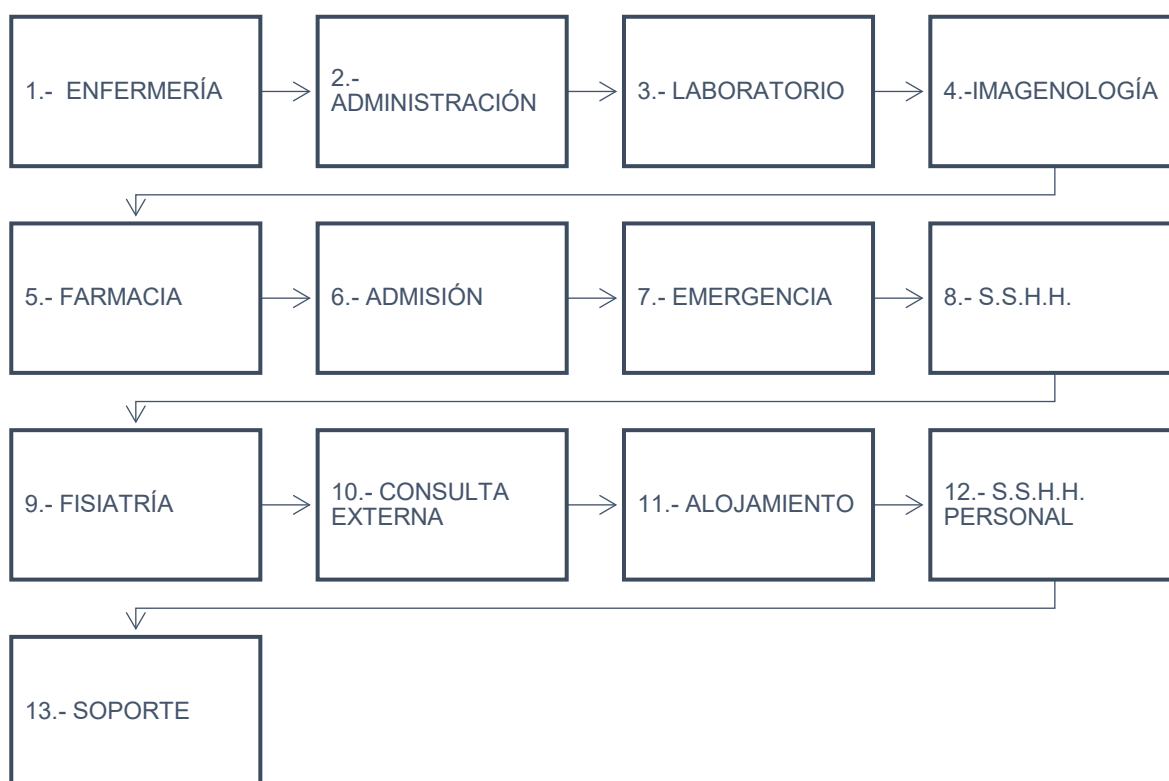 1.- ENFERMERÍA
2.-
ADMINISTRACIÓN
3.- LABORATORIO
4.-IMAGENOLOGÍA
5.- FARMACIA
6.- ADMISIÓN
7.- EMERGENCIA
8.- S.S.H.H.
9.- FISIATRÍA
10.- CONSULTA
EXTERNA
11.- ALOJAMIENTO
12.- S.S.H.H.
PERSONAL
13.- SOPORTE